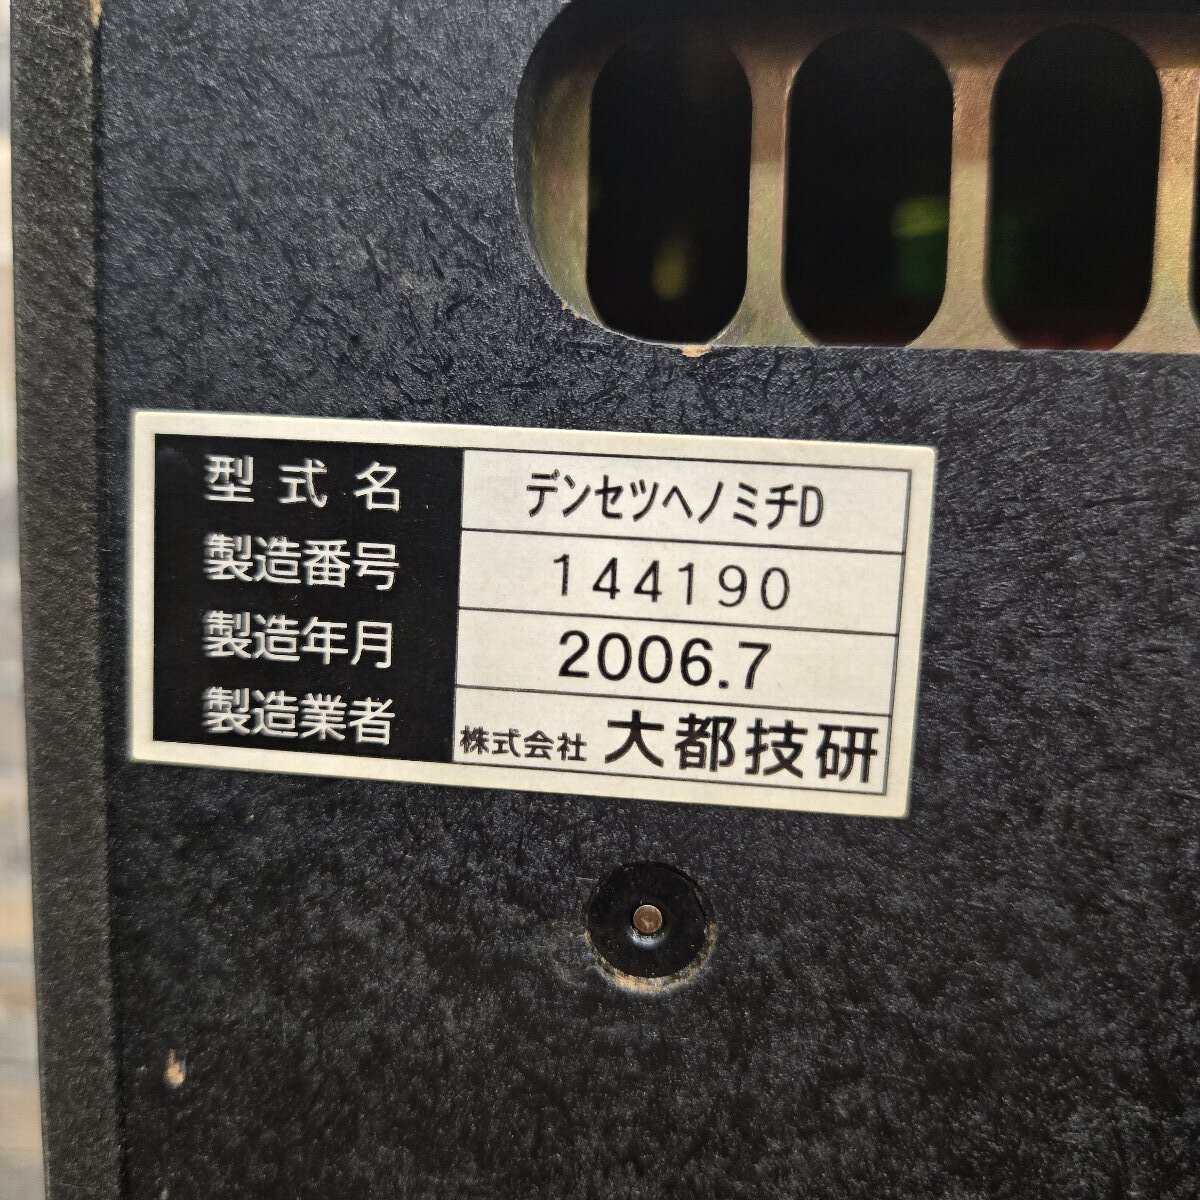 型式名 デンセツヘノミチD
製造番号 144190
製造年月 2006.7
製造業者 株式会社 大都技研